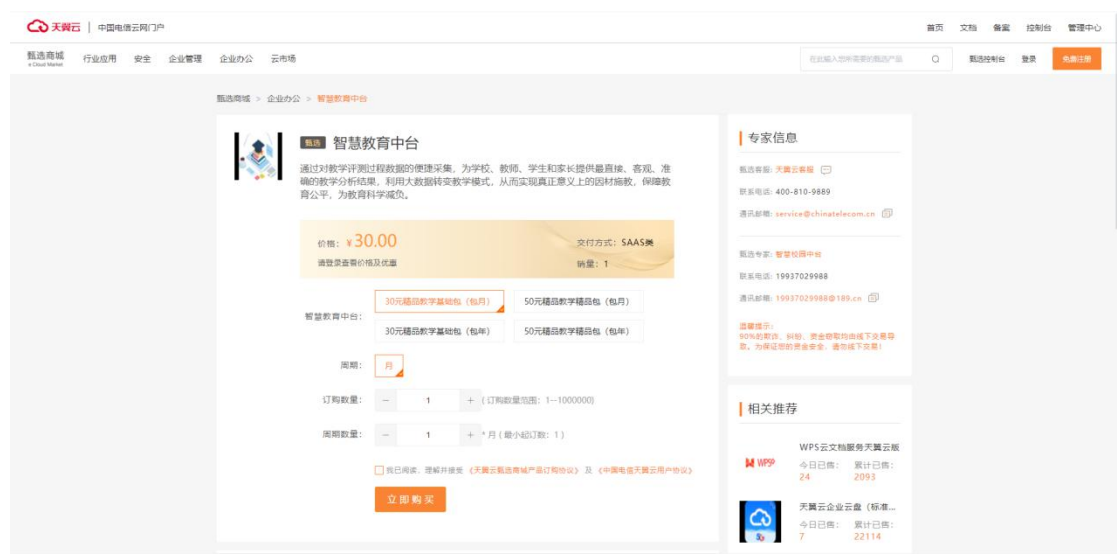 天翼云 | 中国电信云网门户
首页 文档 备案 控制台 管理中心
甄选商城 行业应用 安全 企业管理 企业办公 云市场
e Cloud Market
在此输入您所需要的甄选产品 甄选控制台 登录 免费注册
甄选商城 > 企业办公 > 智慧教育中台
甄选 智慧教育中台
通过对教学评测过程数据的便捷采集，为学校、教师、学生和家长提供最直接、客观、准
确的教学分析结果，利用大数据转变教学模式，从而实现真正意义上的因材施教，保障教
育公平，为教育科学减负。
价格: ¥30.00 交付方式: SAAS类
请登录查看价格及优惠 销量: 1
智慧教育中台:
30元精品教学基础包（包月） 50元精品教学精品包（包月）
30元精品教学基础包（包年） 50元精品教学精品包（包年）
周期: 月
订购数量: − 1 + ( 订购数量范围: 1--1000000)
周期数量: − 1 + * 月 ( 最小起订数: 1 )
我已阅读、理解并接受 《天翼云甄选商城产品订购协议》 及 《中国电信天翼云用户协议》
立即购买
专家信息
甄选客服: 天翼云客服
联系电话: 400-810-9889
通讯邮箱: service@chinatelecom.cn
甄选专家: 智慧校园中台
联系电话: 19937029988
通讯邮箱: 19937029988@189.cn
温馨提示:
90%的欺诈、纠纷、资金窃取均由线下交易导
致。为保证您的资金安全，请勿线下交易!
相关推荐
WPS云文档服务天翼云版
今日已售: 累计已售:
24 2093
天翼云企业云盘（标准...
今日已售: 累计已售:
7 22114